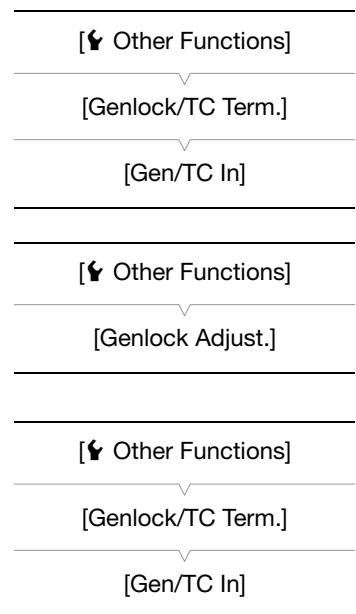 [ Other Functions]
[Genlock/TC Term.]
[Gen/TC In]
[ Other Functions]
[Genlock Adjust.]
[ Other Functions]
[Genlock/TC Term.]
[Gen/TC In]